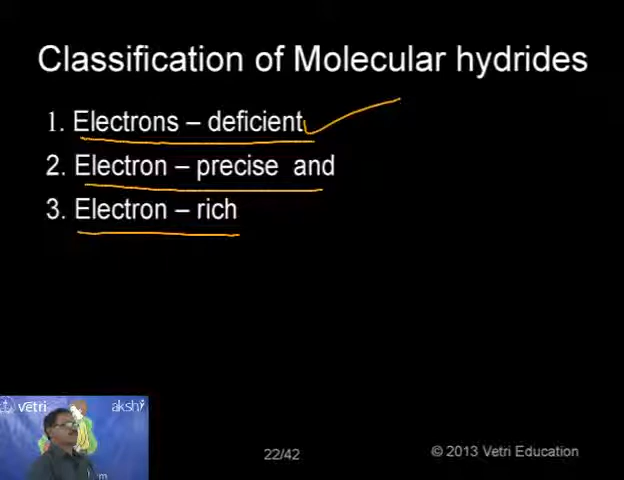 Classification of Molecular hydrides
1. Electrons – deficient
2. Electron – precise and
3. Electron – rich
vetri
akshi
m
22/42
© 2013 Vetri Education